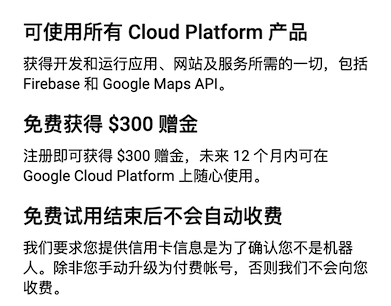 可使用所有 Cloud Platform 产品
获得开发和运行应用、网站及服务所需的一切，包括
Firebase 和 Google Maps API。
免费获得 $300 赠金
注册即可获得 $300 赠金，未来 12 个月内可在
Google Cloud Platform 上随心使用。
免费试用结束后不会自动收费
我们要求您提供信用卡信息是为了确认您不是机器
人。除非您手动升级为付费帐号，否则我们不会向您
收费。